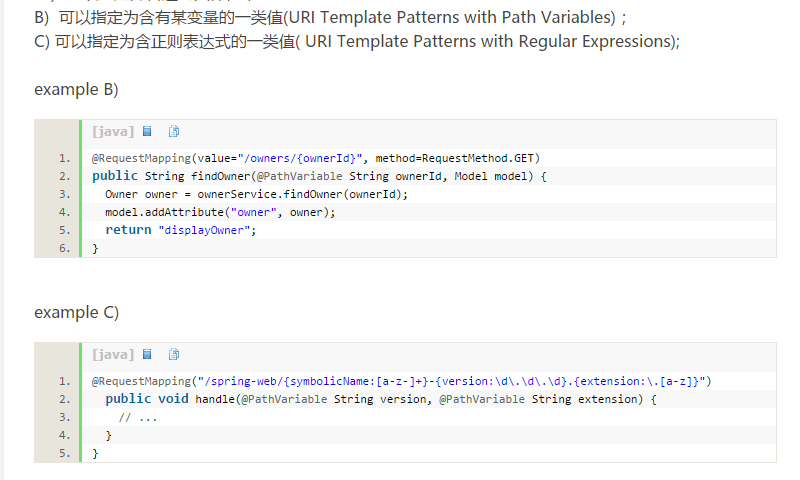 B) 可以指定为含有某变量的一类值(URI Template Patterns with Path Variables)；
C) 可以指定为含正则表达式的一类值( URI Template Patterns with Regular Expressions);
example B)
[java]
1. @RequestMapping(value="/owners/{ownerId}", method=RequestMethod.GET)
2. public String findOwner(@PathVariable String ownerId, Model model) {
3. Owner owner = ownerService.findOwner(ownerId);
4. model.addAttribute("owner", owner);
5. return "displayOwner";
6. }
example C)
[java]
1. @RequestMapping("/spring-web/{symbolicName:[a-z-]+}-{version:\d\.\d\.\d}.{extension:\.[a-z]}")
2. public void handle(@PathVariable String version, @PathVariable String extension) {
3. // ...
4. }
5. }